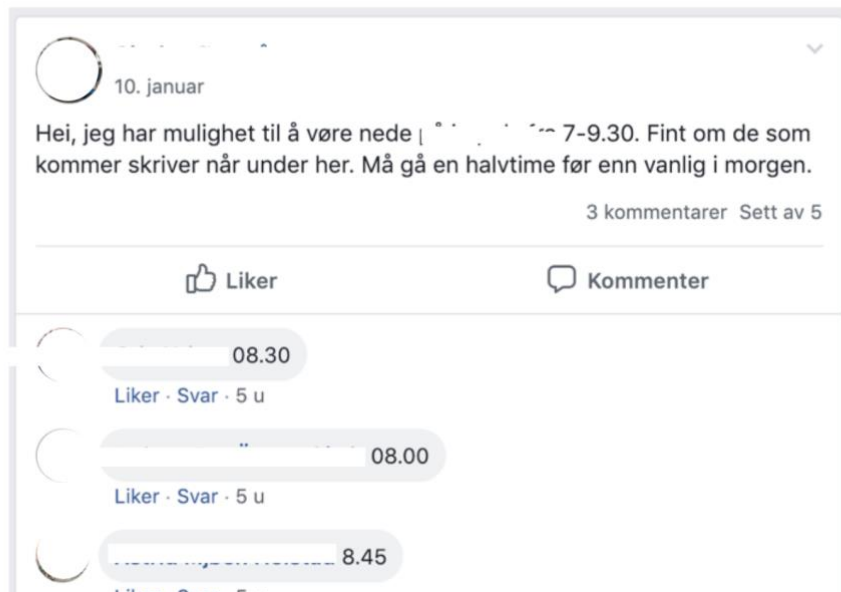 10. januar
Hei, jeg har mulighet til å vøre nede 7-9.30. Fint om de som
kommer skriver når under her. Må gå en halvtime før enn vanlig i morgen.
3 kommentarer Sett av 5
Liker Kommenter
08.30
Liker · Svar · 5 u
08.00
Liker · Svar · 5 u
8.45